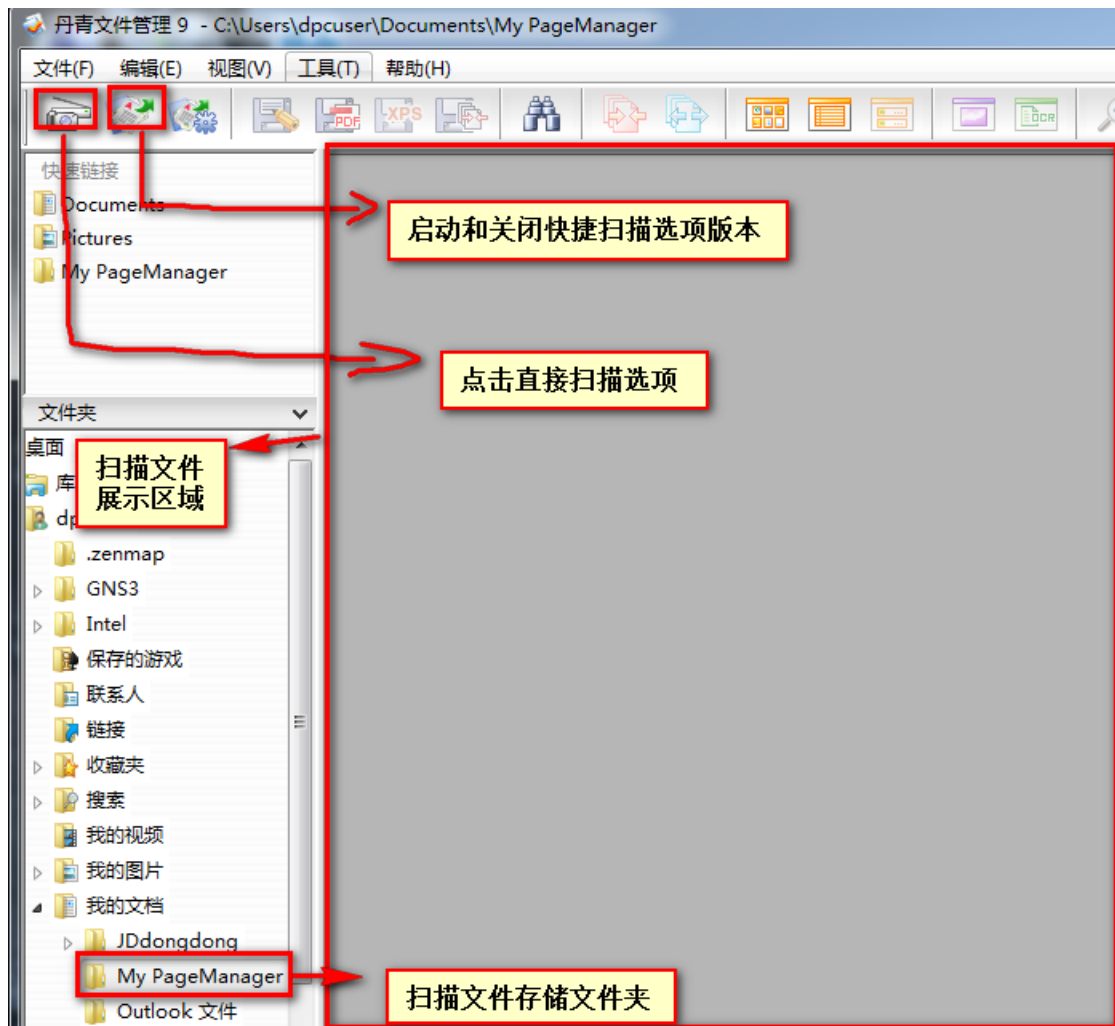 丹青文件管理 9 - C:\Users\dpcuser\Documents\My PageManager
文件(F) 编辑(E) 视图(V) 工具(T) 帮助(H)
PDF XPS OCR
快速链接
Documents
Pictures
My PageManager
启动和关闭快捷扫描选项版本
点击直接扫描选项
文件夹
桌面
扫描文件
展示区域
库
.zenmap
GNS3
Intel
保存的游戏
联系人
链接
收藏夹
搜索
我的视频
我的图片
我的文档
JDdongdong
My PageManager
扫描文件存储文件夹
Outlook 文件